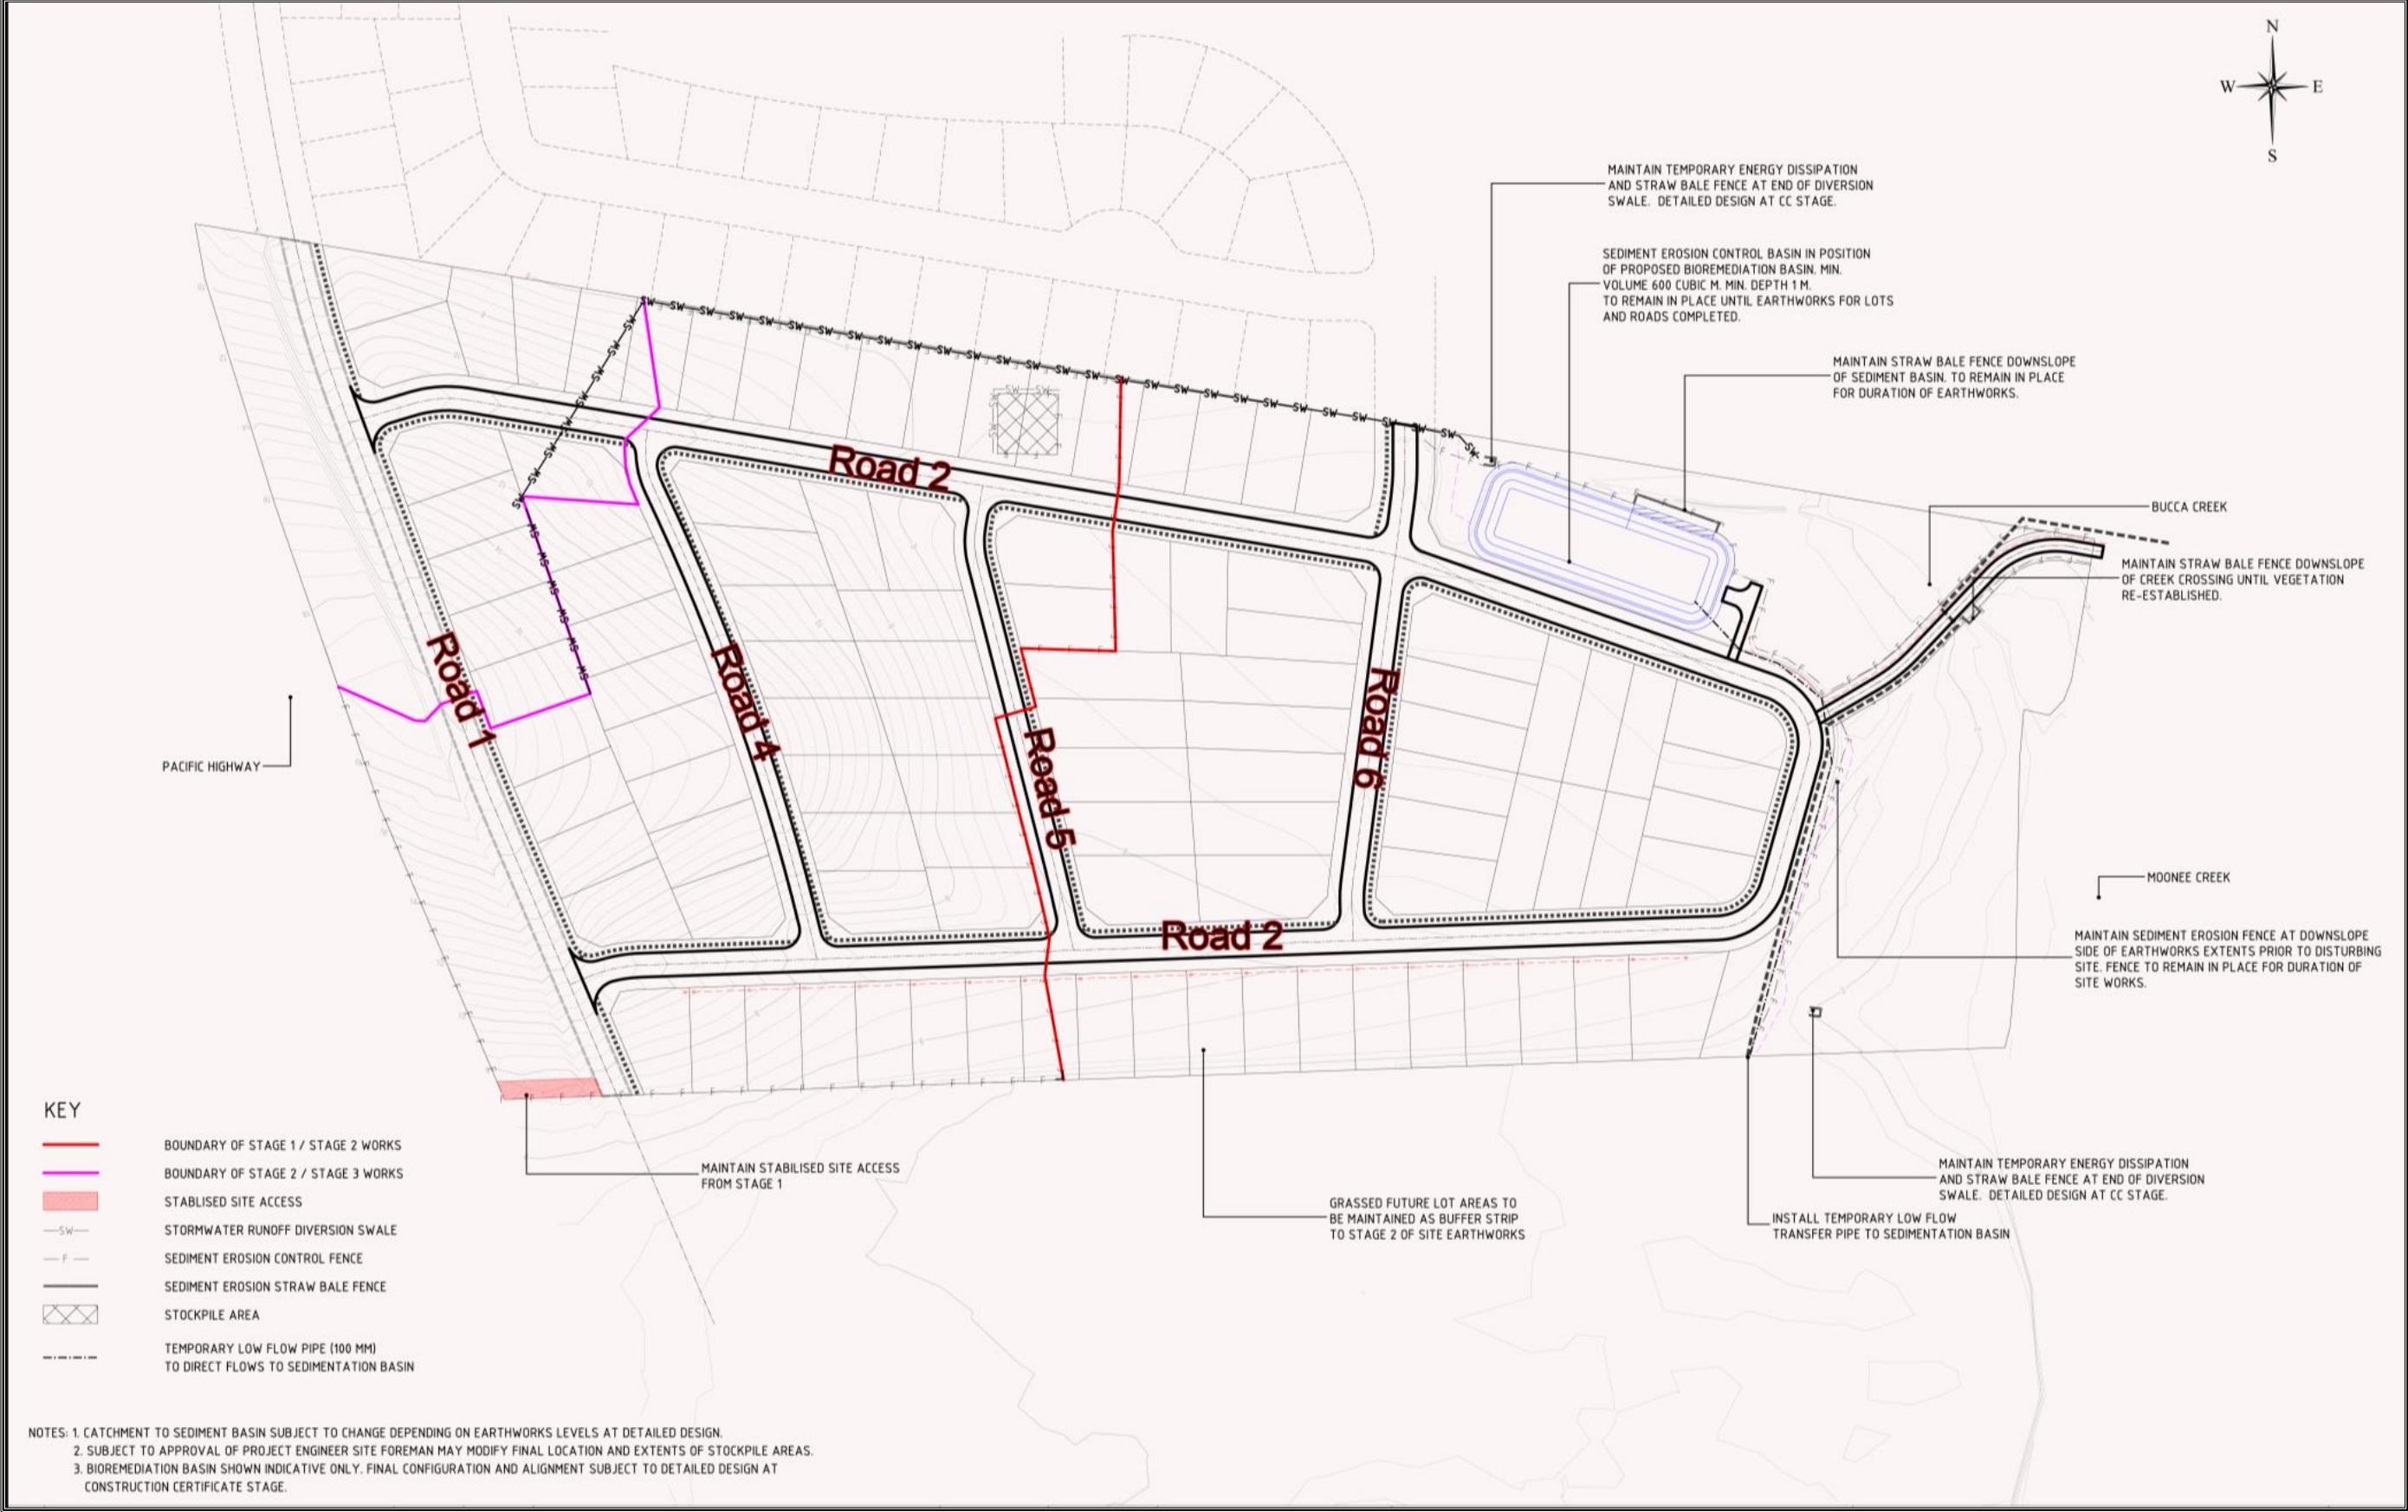 N
W E
S
MAINTAIN TEMPORARY ENERGY DISSIPATION
AND STRAW BALE FENCE AT END OF DIVERSION
SWALE. DETAILED DESIGN AT CC STAGE.
SEDIMENT EROSION CONTROL BASIN IN POSITION
OF PROPOSED BIOREMEDIATION BASIN. MIN.
VOLUME 600 CUBIC M. MIN. DEPTH 1 M.
TO REMAIN IN PLACE UNTIL EARTHWORKS FOR LOTS
AND ROADS COMPLETED.
MAINTAIN STRAW BALE FENCE DOWNSLOPE
OF SEDIMENT BASIN. TO REMAIN IN PLACE
FOR DURATION OF EARTHWORKS.
BUCCA CREEK
MAINTAIN STRAW BALE FENCE DOWNSLOPE
OF CREEK CROSSING UNTIL VEGETATION
RE-ESTABLISHED.
Road 2
Road 1
Road 4
Road 5
Road 6
Road 2
PACIFIC HIGHWAY
MOONEE CREEK
MAINTAIN SEDIMENT EROSION FENCE AT DOWNSLOPE
SIDE OF EARTHWORKS EXTENTS PRIOR TO DISTURBING
SITE. FENCE TO REMAIN IN PLACE FOR DURATION OF
SITE WORKS.
MAINTAIN STABILISED SITE ACCESS
FROM STAGE 1
GRASSED FUTURE LOT AREAS TO
BE MAINTAINED AS BUFFER STRIP
TO STAGE 2 OF SITE EARTHWORKS
MAINTAIN TEMPORARY ENERGY DISSIPATION
AND STRAW BALE FENCE AT END OF DIVERSION
SWALE. DETAILED DESIGN AT CC STAGE.
INSTALL TEMPORARY LOW FLOW
TRANSFER PIPE TO SEDIMENTATION BASIN
KEY
BOUNDARY OF STAGE 1 / STAGE 2 WORKS
BOUNDARY OF STAGE 2 / STAGE 3 WORKS
STABLISED SITE ACCESS
SW STORMWATER RUNOFF DIVERSION SWALE
F SEDIMENT EROSION CONTROL FENCE
SEDIMENT EROSION STRAW BALE FENCE
STOCKPILE AREA
TEMPORARY LOW FLOW PIPE (100 MM)
TO DIRECT FLOWS TO SEDIMENTATION BASIN
NOTES: 1. CATCHMENT TO SEDIMENT BASIN SUBJECT TO CHANGE DEPENDING ON EARTHWORKS LEVELS AT DETAILED DESIGN.
2. SUBJECT TO APPROVAL OF PROJECT ENGINEER SITE FOREMAN MAY MODIFY FINAL LOCATION AND EXTENTS OF STOCKPILE AREAS.
3. BIOREMEDIATION BASIN SHOWN INDICATIVE ONLY. FINAL CONFIGURATION AND ALIGNMENT SUBJECT TO DETAILED DESIGN AT
CONSTRUCTION CERTIFICATE STAGE.